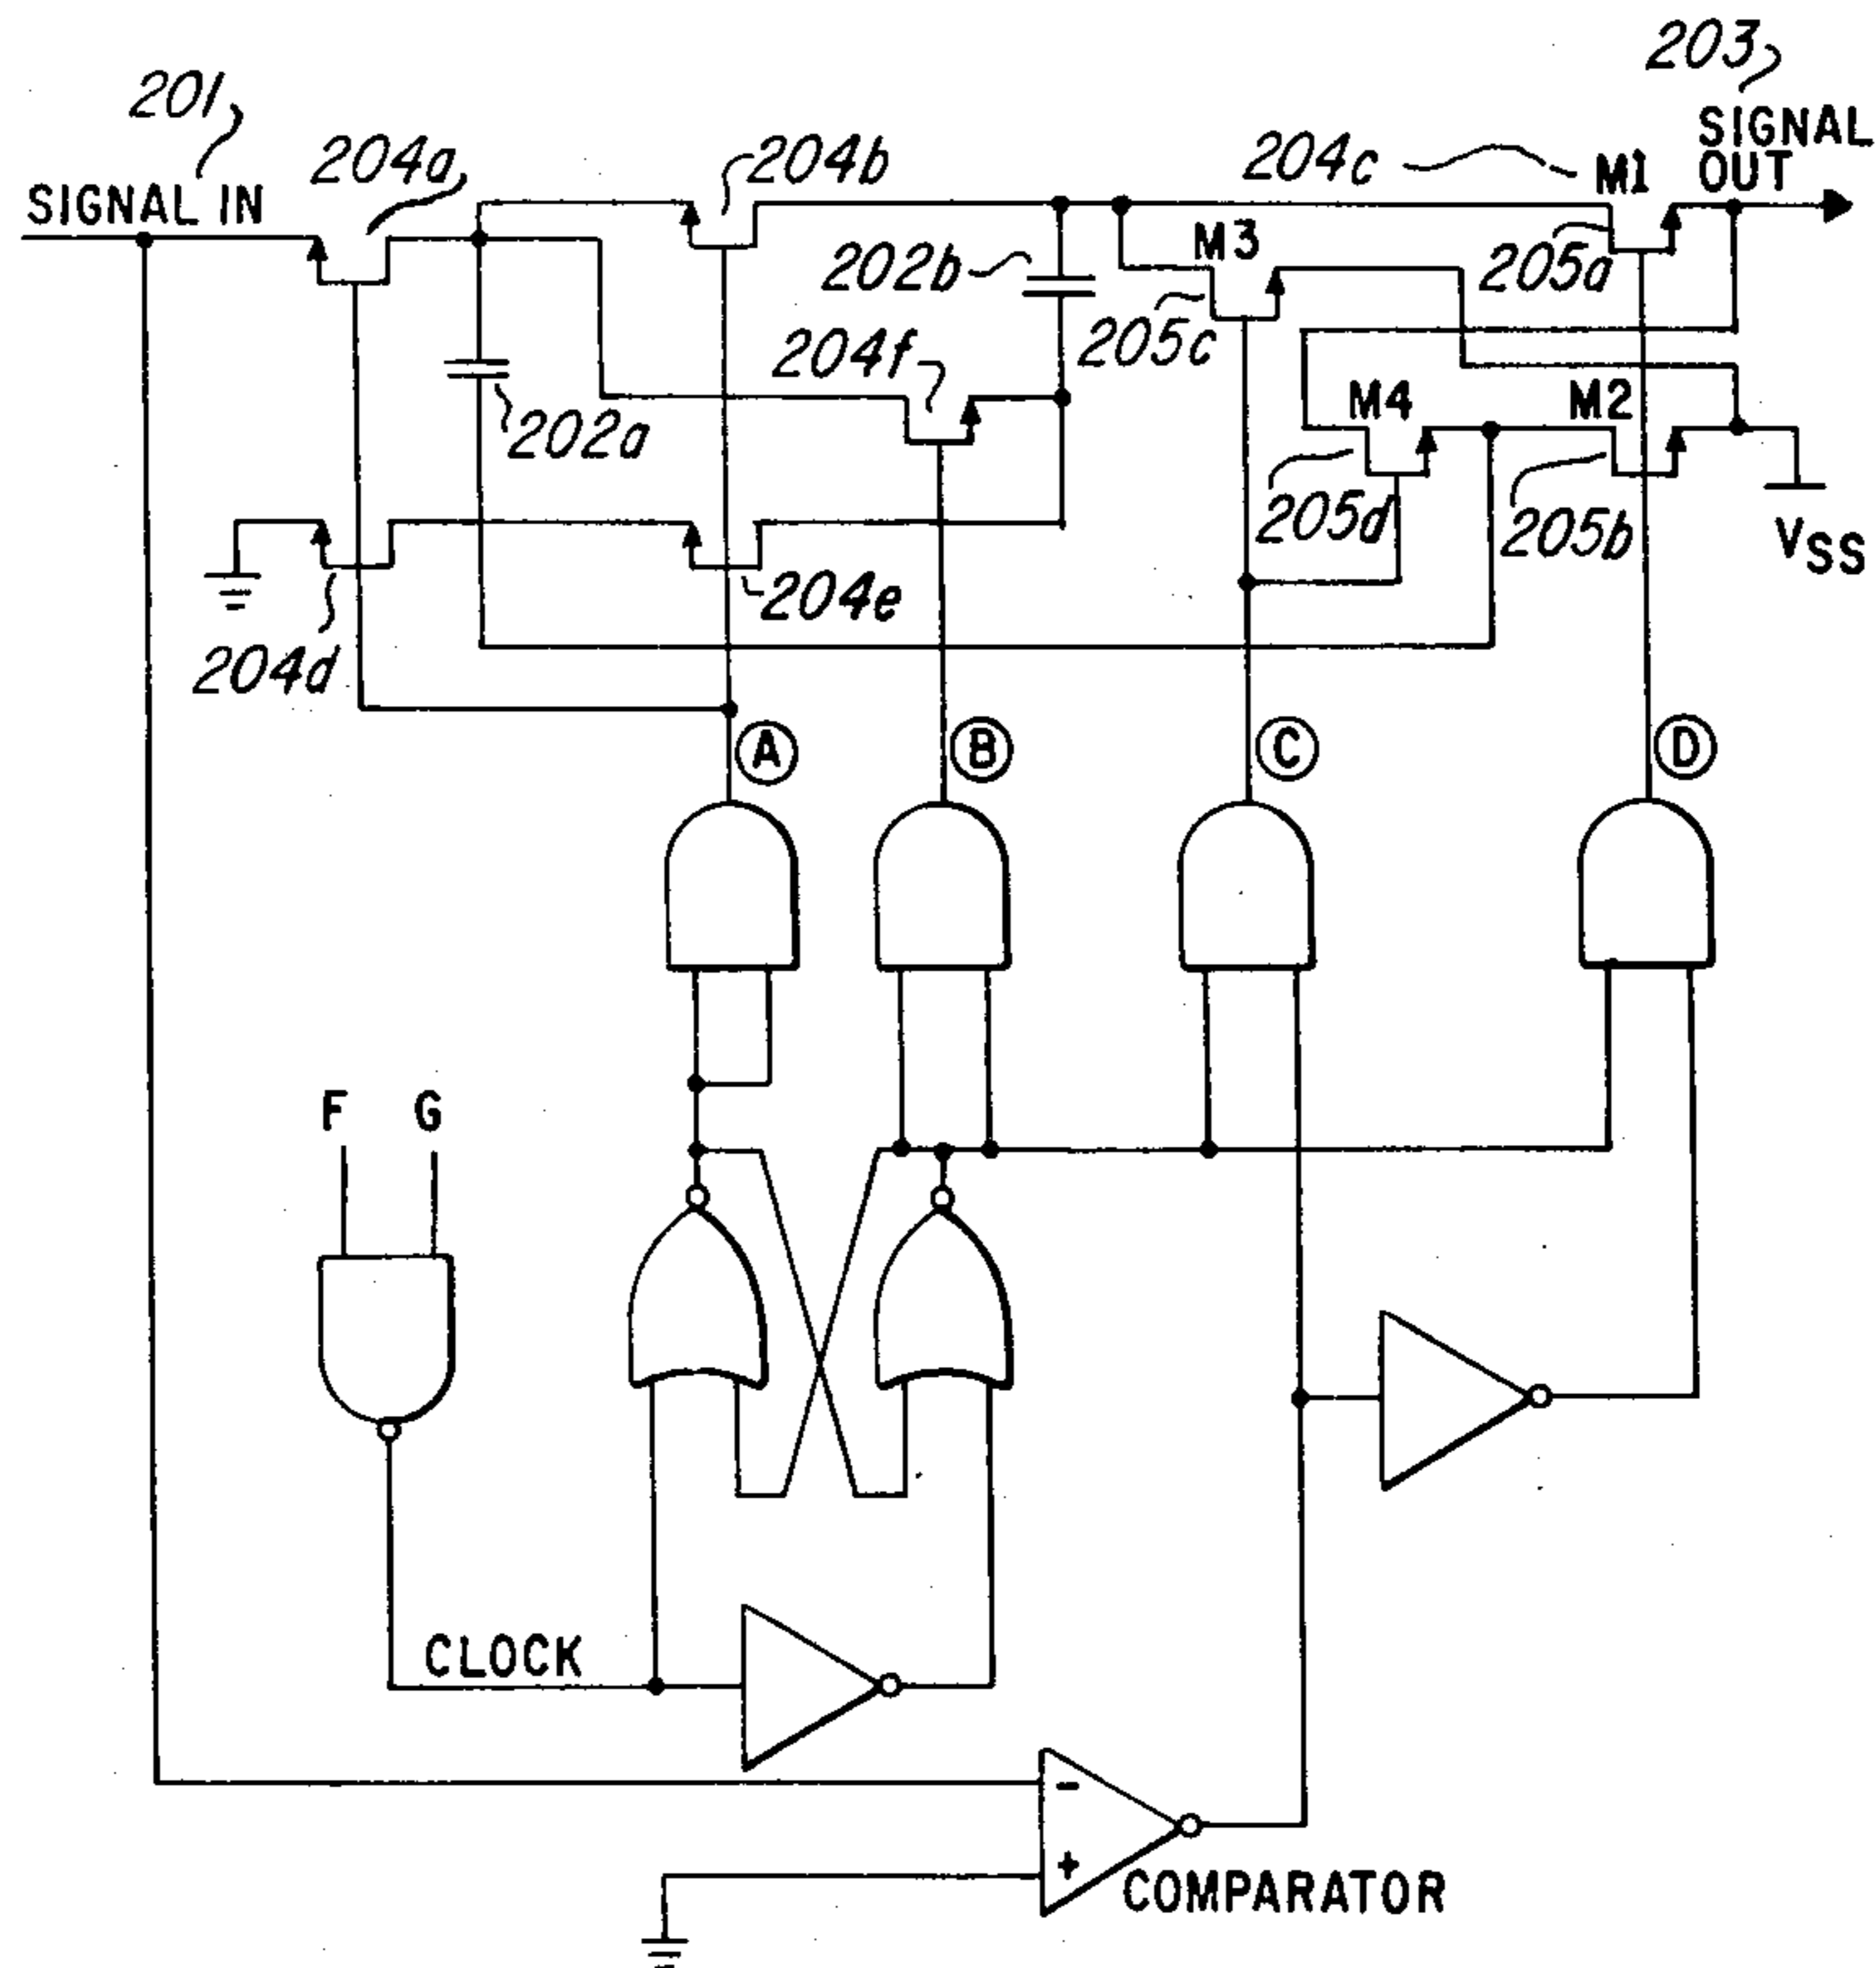 203
201
SIGNAL OUT
204a
204b
204c
M1
SIGNAL IN
M3
202b
205a
205c
204f
M4
M2
202a
205d
205b
VSS
204e
204d
A
B
C
D
F G
CLOCK
-
+
COMPARATOR